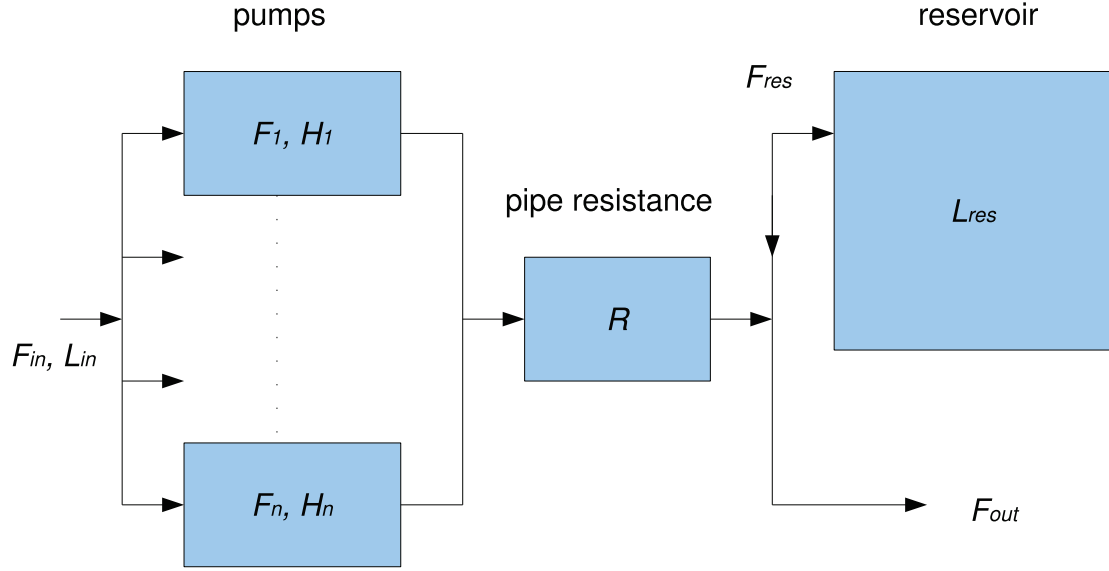 pumps
reservoir
Fres
F1, H1
pipe resistance
Lres
R
Fin, Lin
Fn, Hn
Fout